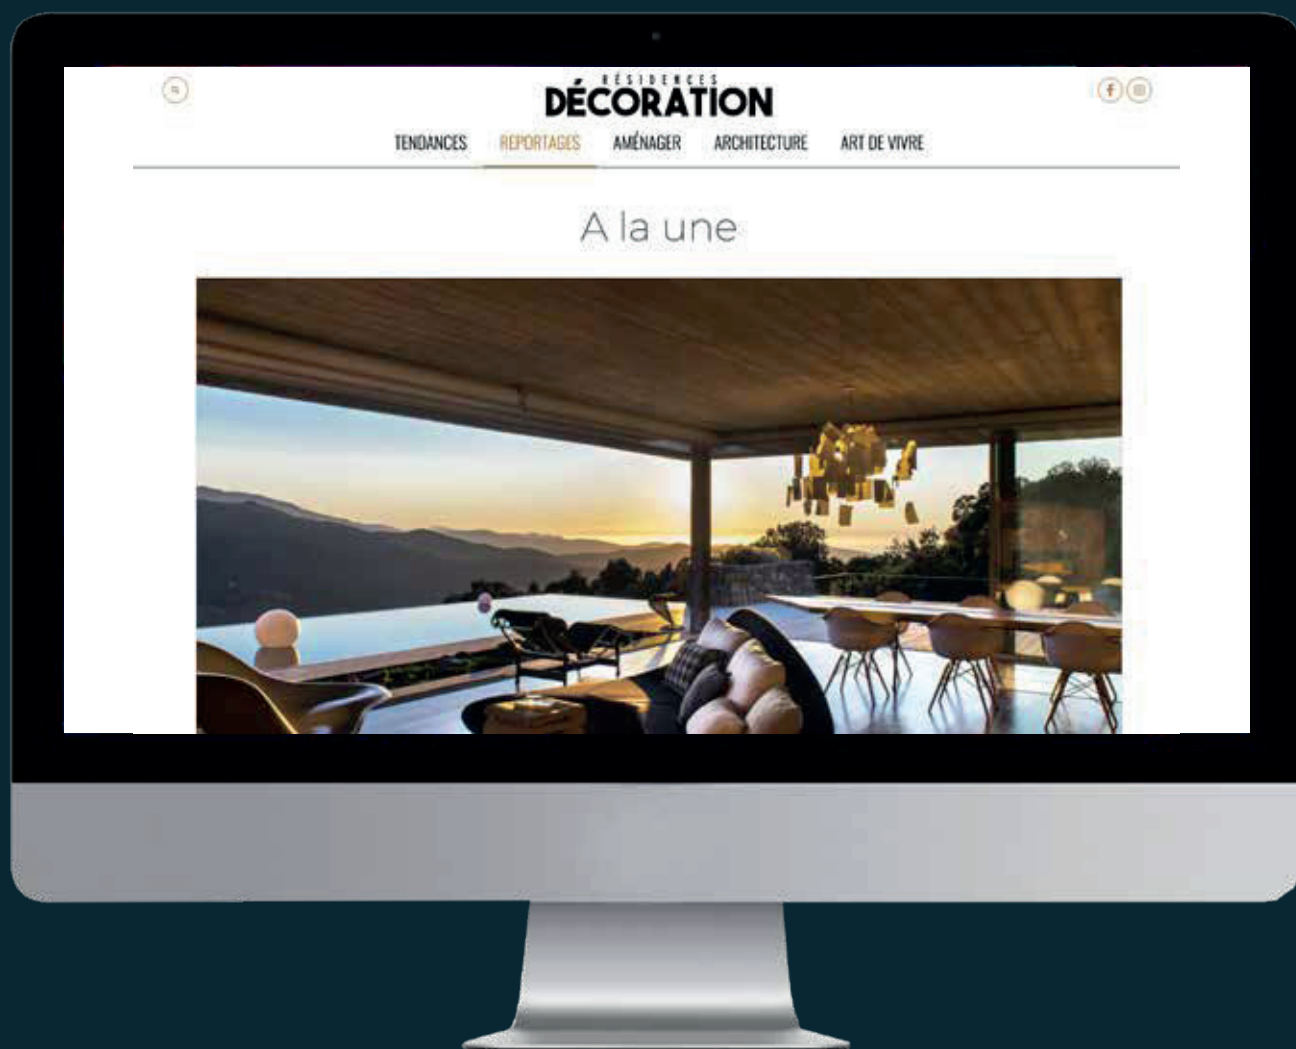 RÉSIDENCES
DÉCORATION
TENDANCES REPORTAGES AMÉNAGER ARCHITECTURE ART DE VIVRE
A la une